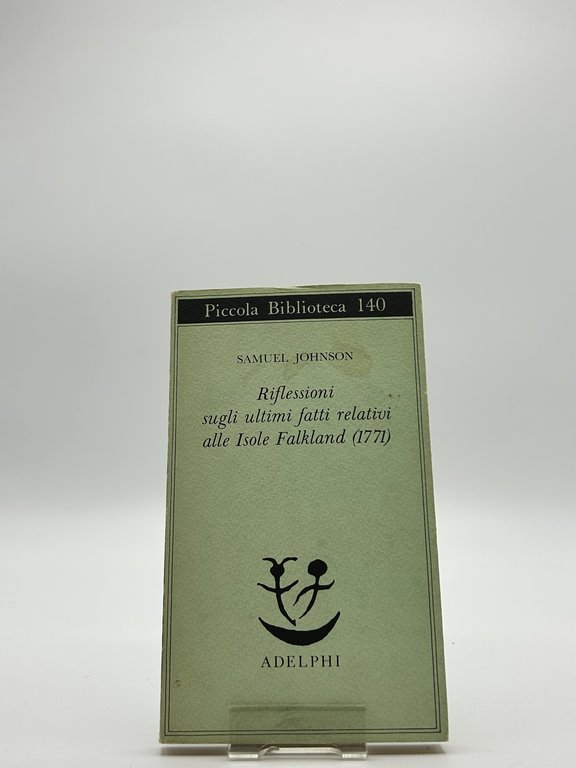 Piccola Biblioteca 140
SAMUEL JOHNSON
Riflessioni
sugli ultimi fatti relativi
alle Isole Falkland (1771)
ADELPHI